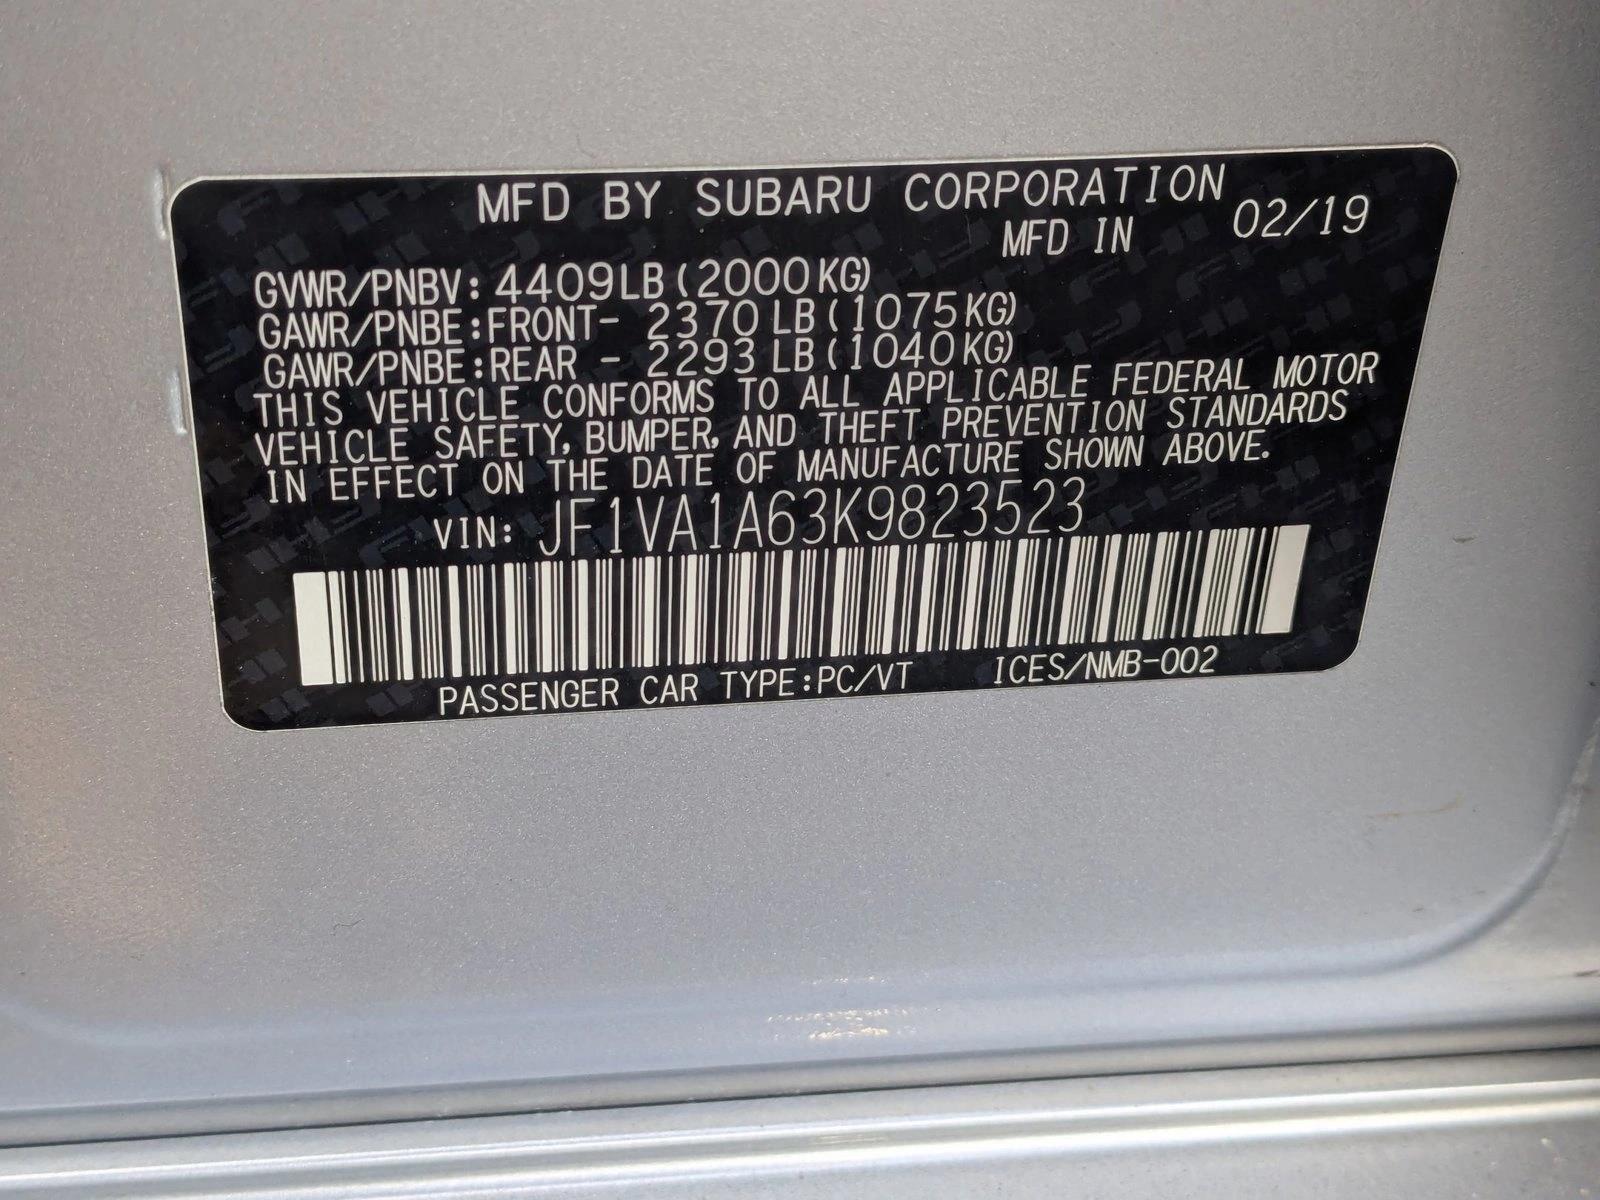 MFD BY SUBARU CORPORATION
MFD IN 02/19
GVWR/PNBV: 4409LB(2000KG)
GAWR/PNBE:FRONT- 2370LB(1075KG)
GAWR/PNBE:REAR - 2293LB(1040KG)
THIS VEHICLE CONFORMS TO ALL APPLICABLE FEDERAL MOTOR
VEHICLE SAFETY, BUMPER, AND THEFT PREVENTION STANDARDS
IN EFFECT ON THE DATE OF MANUFACTURE SHOWN ABOVE.
VIN: JF1VA1A63K9823523
PASSENGER CAR TYPE:PC/VT ICES/NMB-002